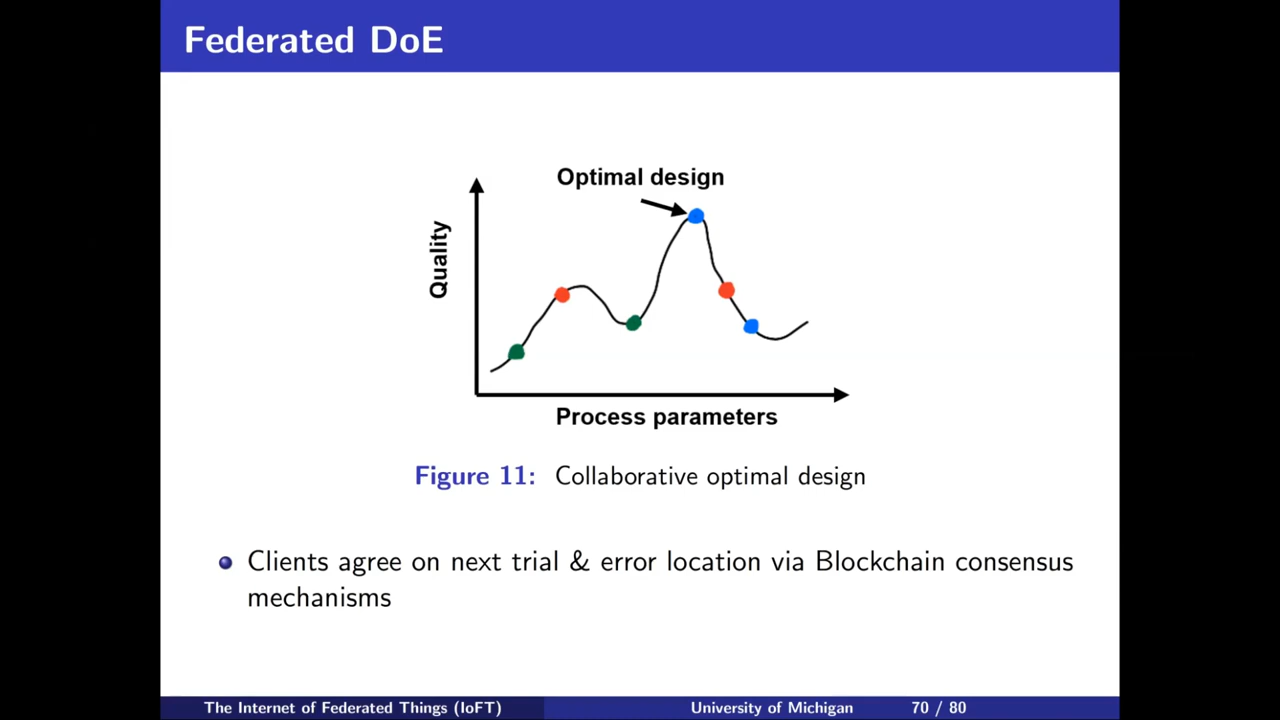 Federated DoE
Optimal design
Quality
Process parameters
Figure 11: Collaborative optimal design
Clients agree on next trial & error location via Blockchain consensus
mechanisms
The Internet of Federated Things (IoFT) University of Michigan 70 / 80